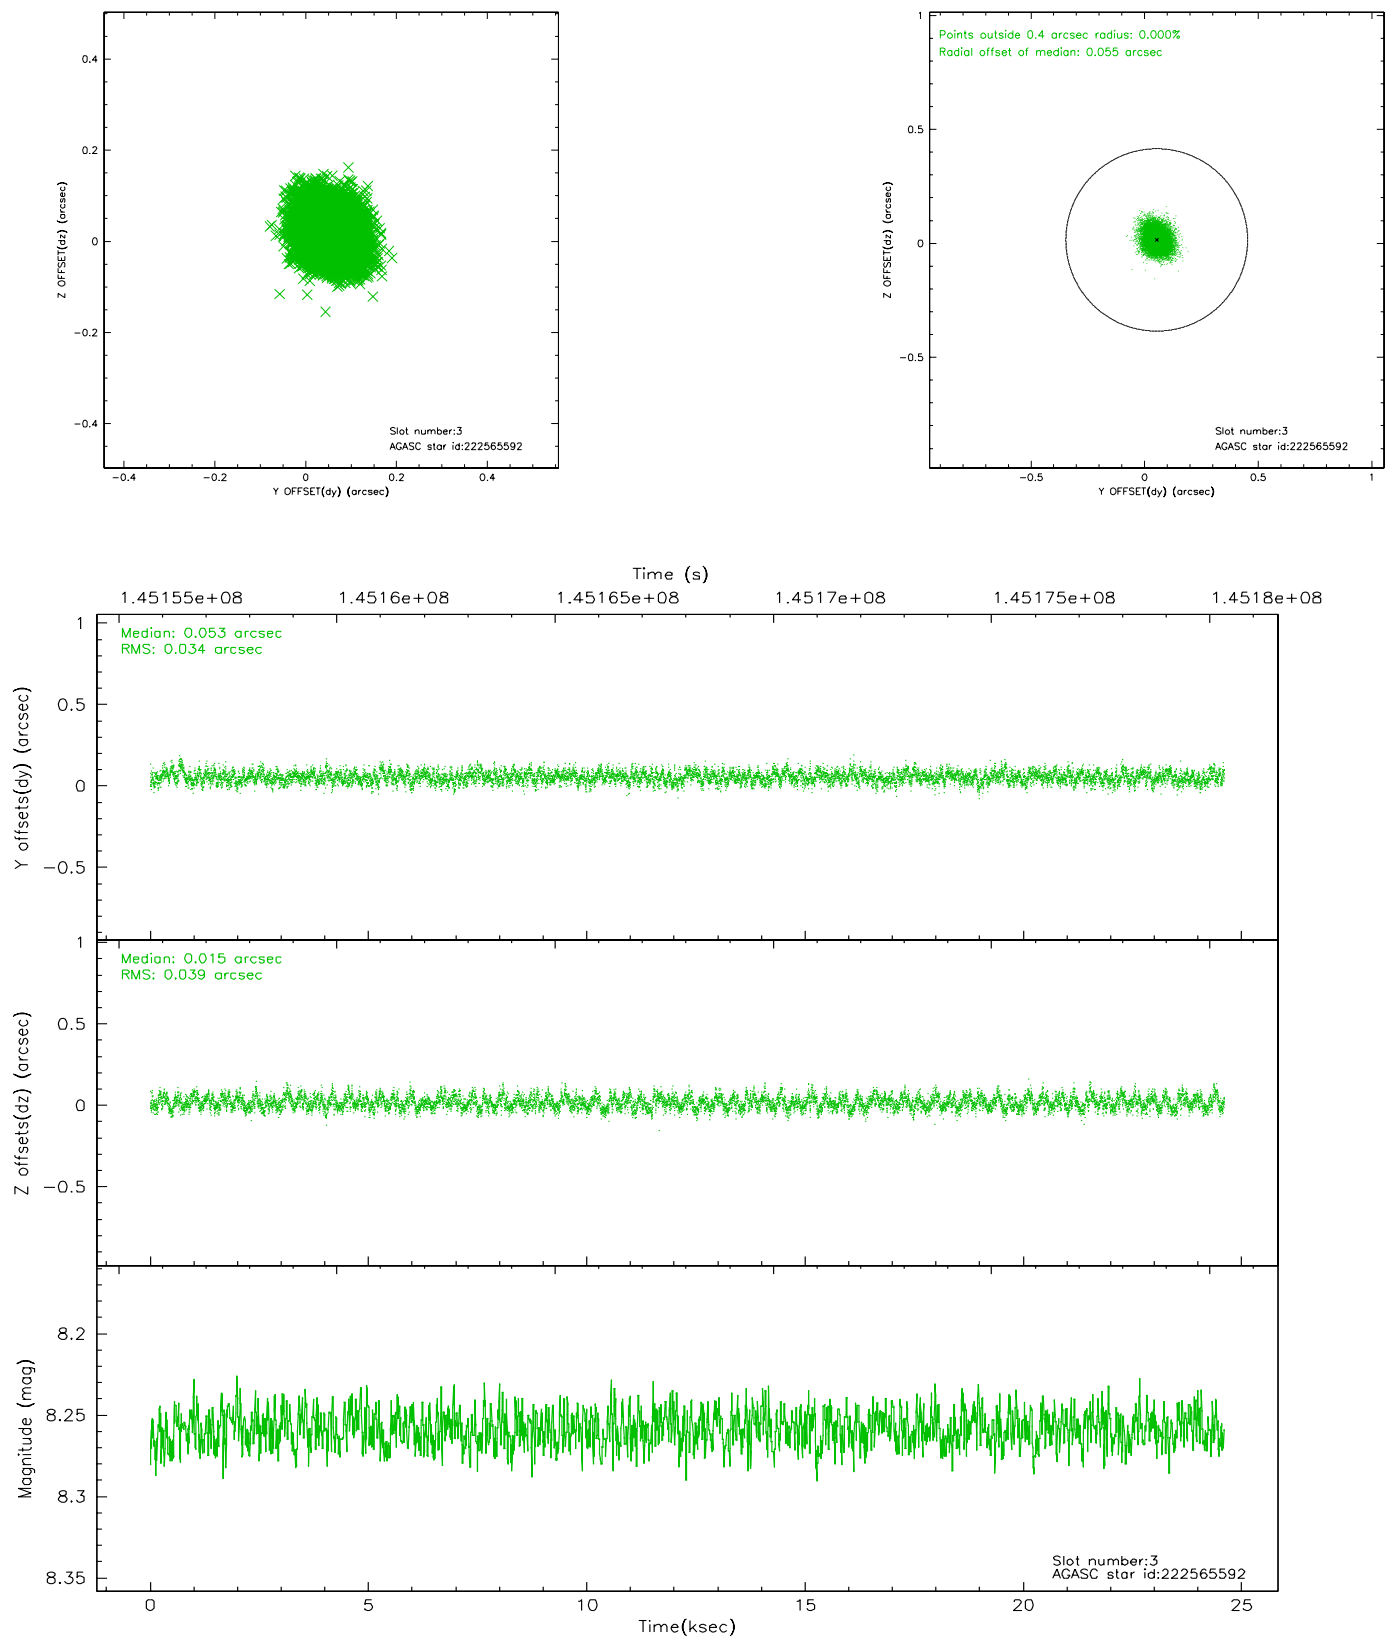 0.4
0.2
0
−0.2
−0.4
−0.4
−0.2
0
0.2
0.4
Z OFFSET(dz) (arcsec)
Y OFFSET(dy) (arcsec)
Slot number:3
AGASC star id:222565592
Points outside 0.4 arcsec radius: 0.000%
Radial offset of median: 0.055 arcsec
1
0.5
0
−0.5
−0.5
0
0.5
1
Z OFFSET(dz) (arcsec)
Y OFFSET(dy) (arcsec)
Slot number:3
AGASC star id:222565592
Time (s)
1.45155e+08
1.4516e+08
1.45165e+08
1.4517e+08
1.45175e+08
1.4518e+08
Median: 0.053 arcsec
RMS: 0.034 arcsec
1
0.5
0
−0.5
Y offsets(dy) (arcsec)
Median: 0.015 arcsec
RMS: 0.039 arcsec
1
0.5
0
−0.5
Z offsets(dz) (arcsec)
8.2
8.25
8.3
8.35
Magnitude (mag)
Slot number:3
AGASC star id:222565592
0
5
10
15
20
25
Time(ksec)